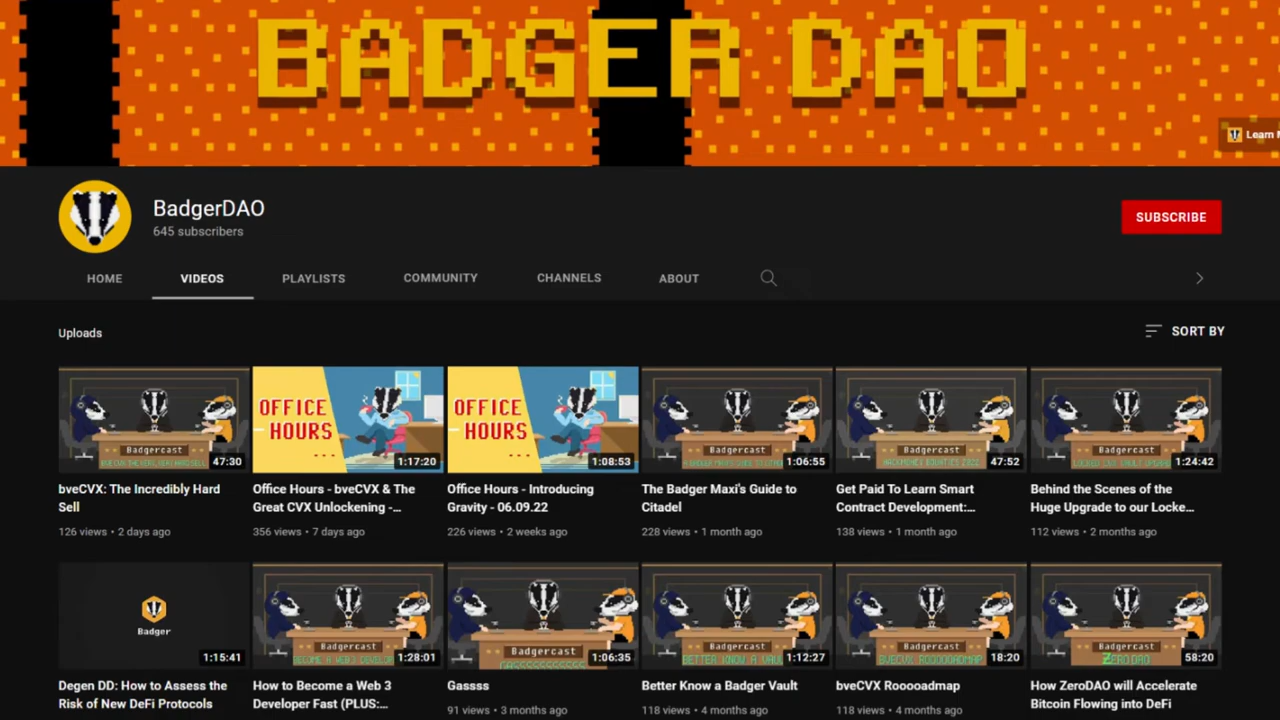 BADGER DAO
Learn
BadgerDAO
645 subscribers
SUBSCRIBE
HOME
VIDEOS
PLAYLISTS
COMMUNITY
CHANNELS
ABOUT
Uploads
SORT BY
OFFICE
HOURS
...
OFFICE
HOURS
...
Badgercast
Badgercast
Badgercast
Badgercast
47:30
1:17:20
1:08:53
1:06:55
47:52
1:24:42
bveCVX: The Incredibly Hard
Sell
126 views • 2 days ago
Office Hours - bveCVX & The
Great CVX Unlockening -...
356 views • 7 days ago
Office Hours - Introducing
Gravity - 06.09.22
226 views • 2 weeks ago
The Badger Maxi's Guide to
Citadel
228 views • 1 month ago
Get Paid To Learn Smart
Contract Development:...
138 views • 1 month ago
Behind the Scenes of the
Huge Upgrade to our Locke...
112 views • 2 months ago
Badger
Badgercast
Badgercast
GASSSSSSSSSSS
Badgercast
BETTER KNOW A VAU
Badgercast
BVECVX ROOOOADMAP
Badgercast
ZERODAO
1:15:41
1:28:01
1:06:35
1:12:27
18:20
58:20
Degen DD: How to Assess the
Risk of New DeFi Protocols
How to Become a Web 3
Developer Fast (PLUS:...
Gassss
91 views • 3 months ago
Better Know a Badger Vault
118 views • 4 months ago
bveCVX Rooooadmap
118 views • 4 months ago
How ZeroDAO will Accelerate
Bitcoin Flowing into DeFi